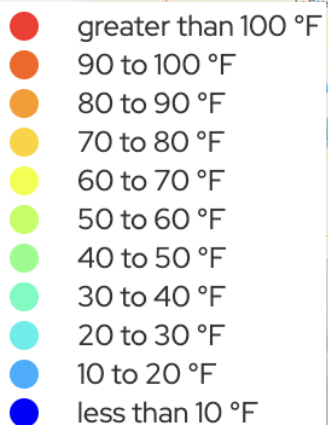 greater than 100 °F
90 to 100 °F
80 to 90 °F
70 to 80 °F
60 to 70 °F
50 to 60 °F
40 to 50 °F
30 to 40 °F
20 to 30 °F
10 to 20 °F
less than 10 °F